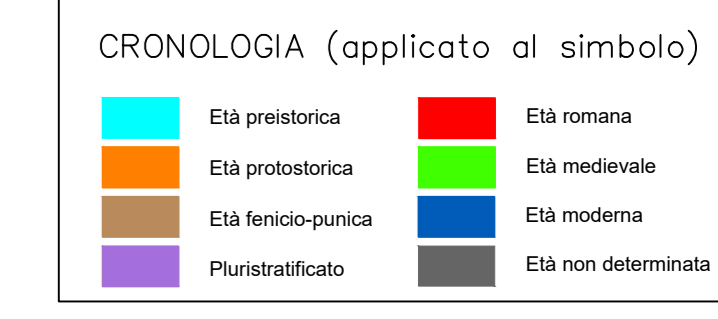 CRONOLOGIA (applicato al simbolo)
Età preistorica
Età protostorica
Età fenicio-punica
Pluristratificato
Età romana
Età medievale
Età moderna
Età non determinata